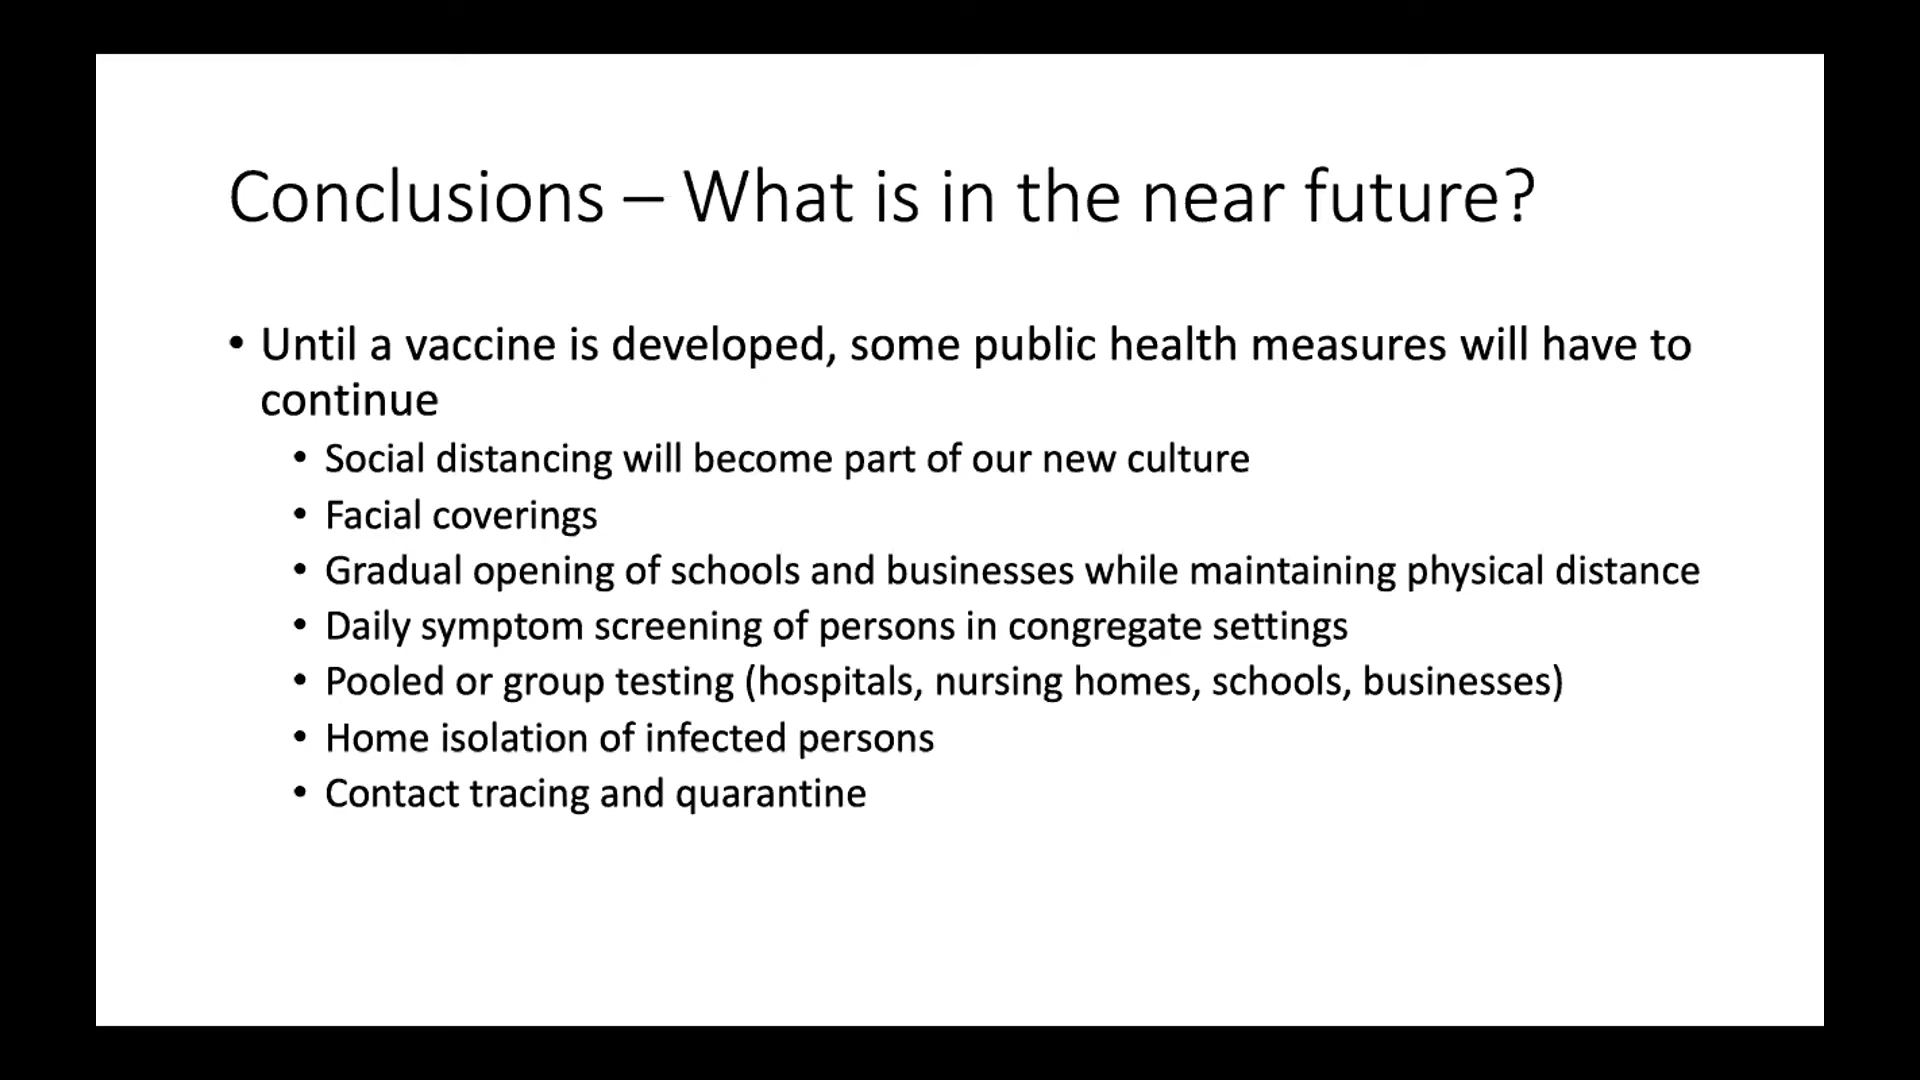 Conclusions – What is in the near future?
• Until a vaccine is developed, some public health measures will have to
continue
• Social distancing will become part of our new culture
• Facial coverings
• Gradual opening of schools and businesses while maintaining physical distance
• Daily symptom screening of persons in congregate settings
• Pooled or group testing (hospitals, nursing homes, schools, businesses)
• Home isolation of infected persons
• Contact tracing and quarantine